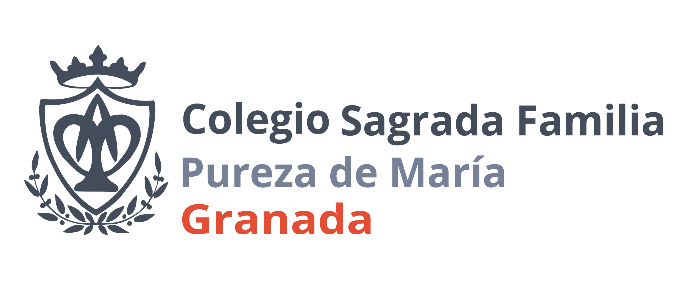 Colegio Sagrada Familia
Pureza de María
Granada